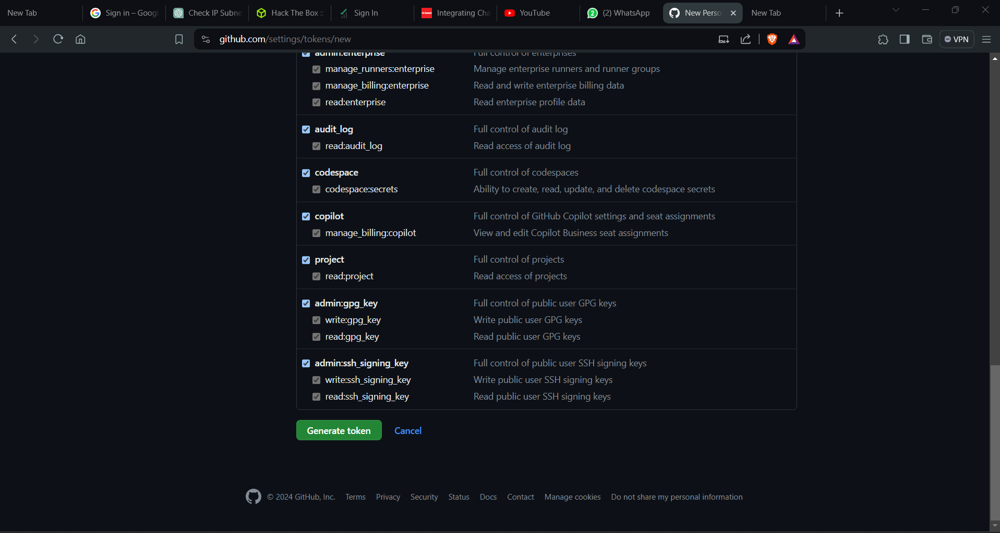 New Tab
Sign in – Googl
Check IP Subne
Hack The Box ::
Sign In
Integrating Cha
YouTube
2 (2) WhatsApp
New Perso
New Tab
github.com/settings/tokens/new
VPN
admin:enterprise Full control of enterprises
manage_runners:enterprise Manage enterprise runners and runner groups
manage_billing:enterprise Read and write enterprise billing data
read:enterprise Read enterprise profile data
audit_log Full control of audit log
read:audit_log Read access of audit log
codespace Full control of codespaces
codespace:secrets Ability to create, read, update, and delete codespace secrets
copilot Full control of GitHub Copilot settings and seat assignments
manage_billing:copilot View and edit Copilot Business seat assignments
project Full control of projects
read:project Read access of projects
admin:gpg_key Full control of public user GPG keys
write:gpg_key Write public user GPG keys
read:gpg_key Read public user GPG keys
admin:ssh_signing_key Full control of public user SSH signing keys
write:ssh_signing_key Write public user SSH signing keys
read:ssh_signing_key Read public user SSH signing keys
Generate token Cancel
© 2024 GitHub, Inc. Terms Privacy Security Status Docs Contact Manage cookies Do not share my personal information